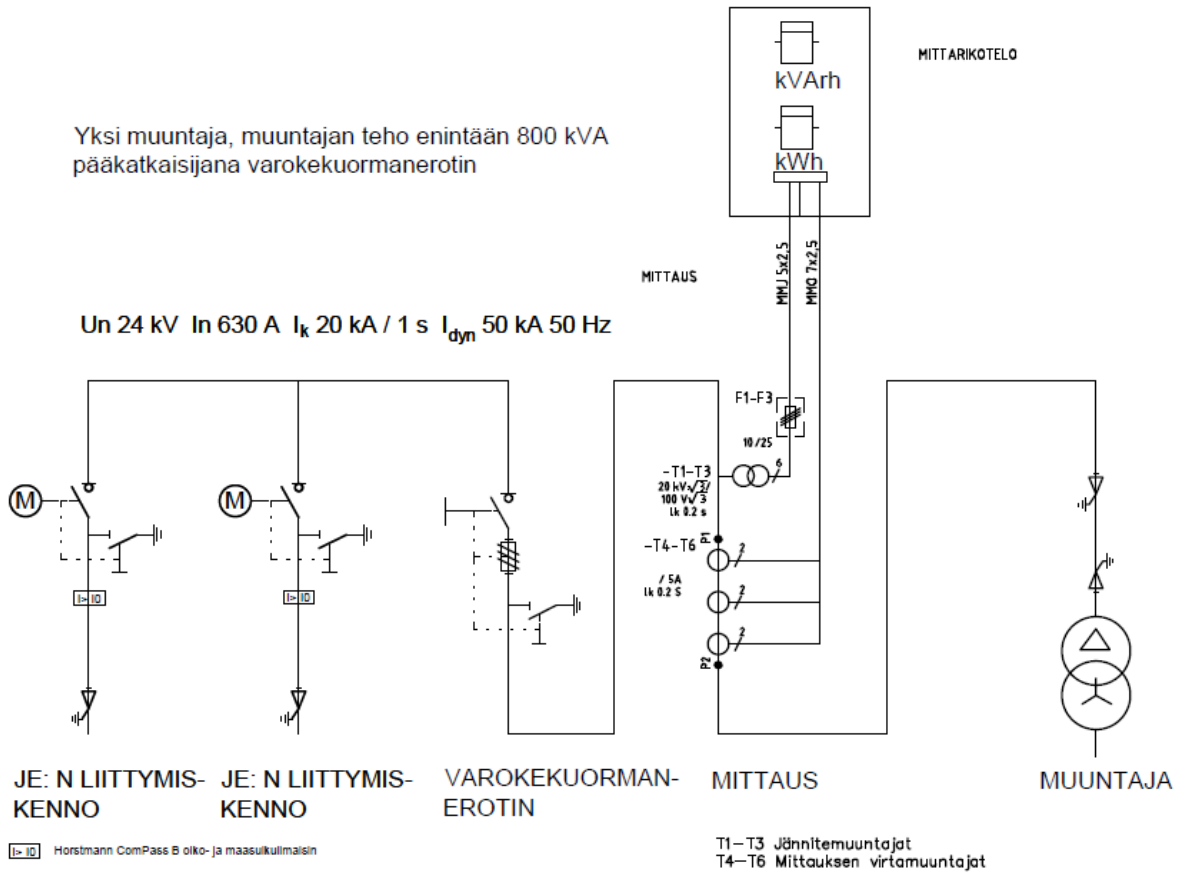 MITTARIKOTELO
kVArh
kWh
Yksi muuntaja, muuntajan teho enintään 800 kVA
pääkatkaisijana varokekuormanerotin
MITTAUS
MMJ 5x2,5
MMO 7x2,5
Un 24 kV In 630 A Ik 20 kA / 1 s Idyn 50 kA 50 Hz
F1-F3
10/25
-T1-T3
6
20 kV:√3/
100 V√3
Ik 0.2 s
P1
-T4-T6
2
/ 5A
Ik 0.2 S
2
2
P2
M
M
I> I0
I> I0
JE: N LIITTYMIS-
KENNO
JE: N LIITTYMIS-
KENNO
VAROKEKUORMAN-
EROTIN
MITTAUS
MUUNTAJA
I> I0 Horstmann ComPass B oiko- ja maasulkulimaisin
T1-T3 Jännitemuuntajat
T4-T6 Mittauksen virtamuuntajat